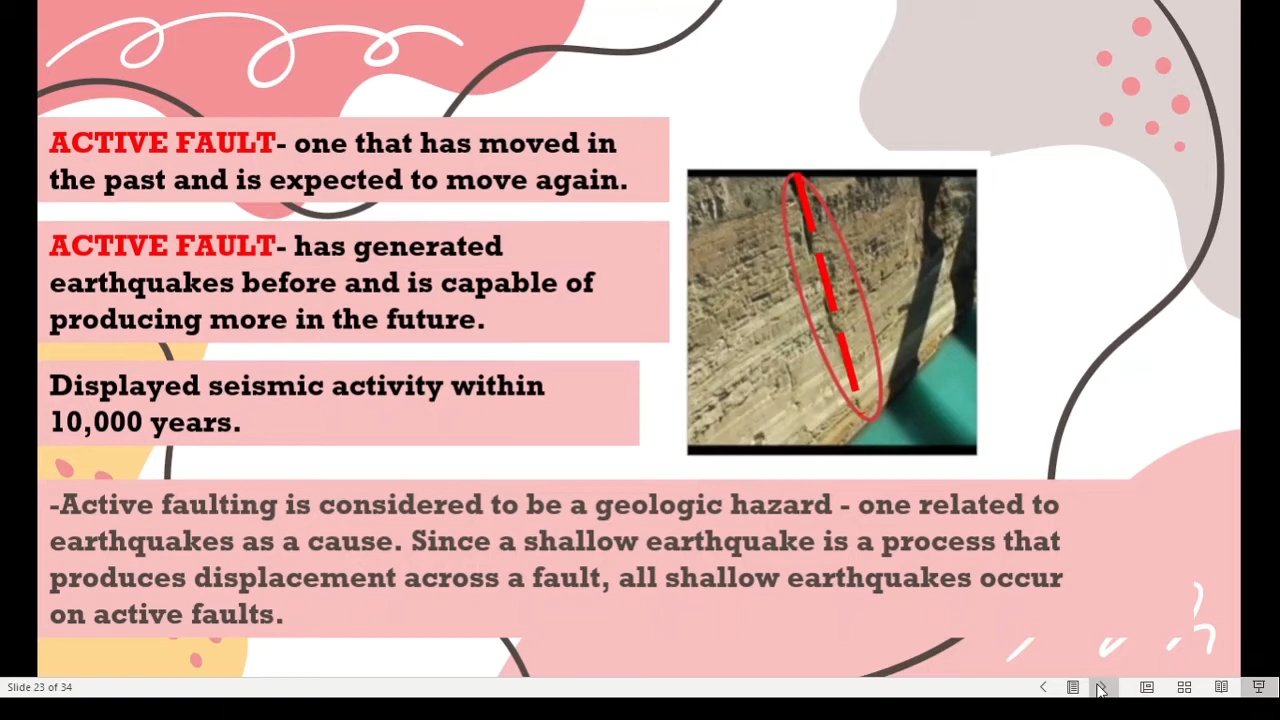 ACTIVE FAULT- one that has moved in
the past and is expected to move again.
ACTIVE FAULT- has generated
earthquakes before and is capable of
producing more in the future.
Displayed seismic activity within
10,000 years.
-Active faulting is considered to be a geologic hazard - one related to
earthquakes as a cause. Since a shallow earthquake is a process that
produces displacement across a fault, all shallow earthquakes occur
on active faults.
Slide 23 of 34